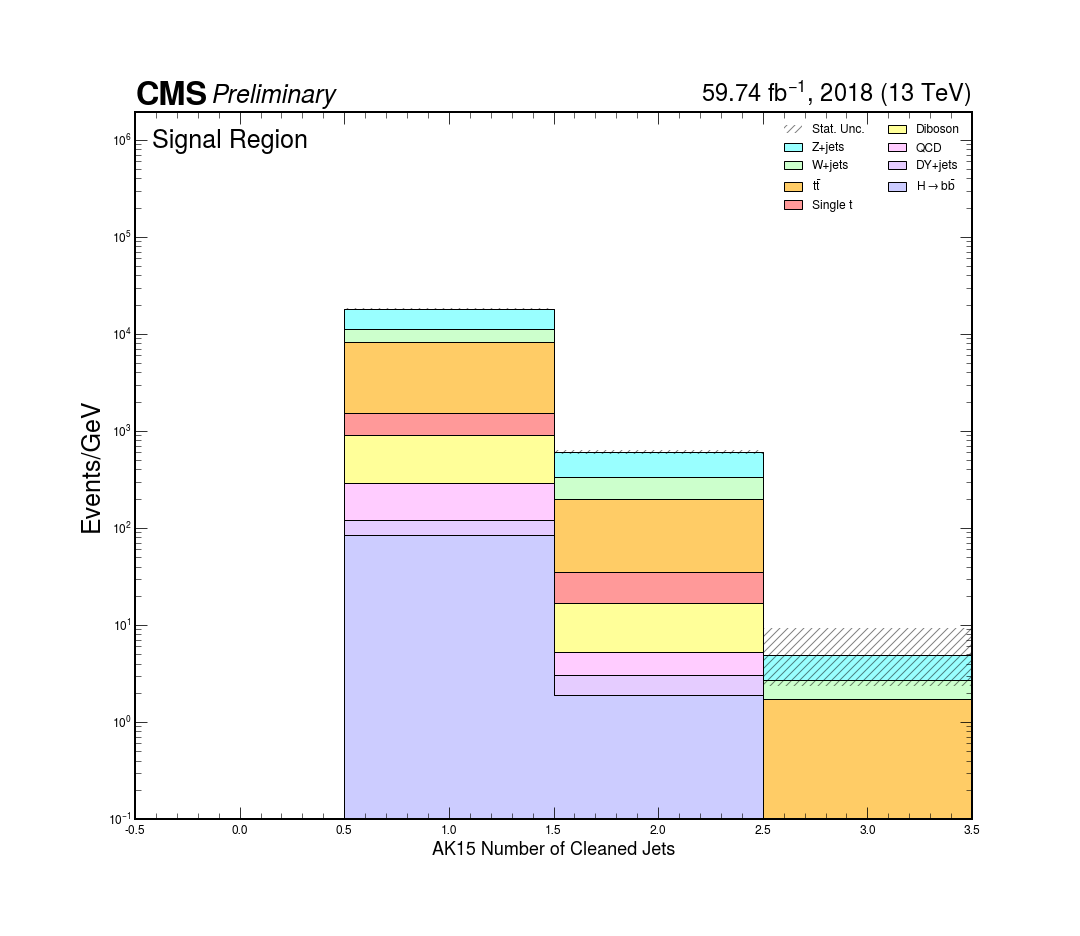 CMS Preliminary
59.74 fb⁻¹, 2018 (13 TeV)
Signal Region
Stat. Unc.
Z+jets
W+jets
tt̄
Single t
Diboson
QCD
DY+jets
H→bb̄
Events/GeV
10⁶
10⁵
10⁴
10³
10²
10¹
10⁰
10⁻¹
-0.5 0.0 0.5 1.0 1.5 2.0 2.5 3.0 3.5
AK15 Number of Cleaned Jets